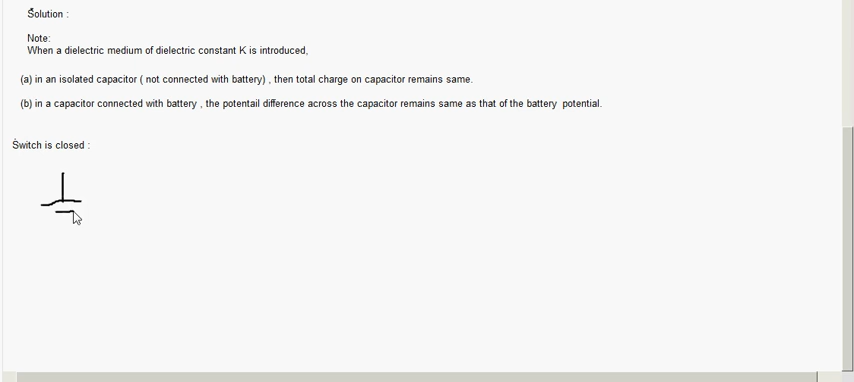 Solution :
Note:
When a dielectric medium of dielectric constant K is introduced,
(a) in an isolated capacitor ( not connected with battery) , then total charge on capacitor remains same.
(b) in a capacitor connected with battery , the potentail difference across the capacitor remains same as that of the battery potential.
Switch is closed :